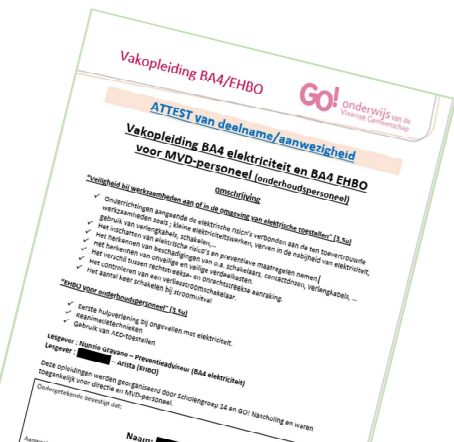 Vakopleiding BA4/EHBO
GO! onderwijs van de
Vlaamse Gemeenschap
ATTEST van deelname/aanwezigheid
Vakopleiding BA4 elektriciteit en BA4 EHBO
voor MVD-personeel (onderhoudspersoneel)
omschrijving
"Veiligheid bij werkzaamheden aan of in de omgeving van elektrische toestellen" (3,5u)
✓ Onderrichtingen aangaande de elektrische risico's verbonden aan de ten toevertrouwde
werkzaamheden zoals ; kleine elektriciteitswerken, verven in de nabijheid van elektriciteit,
gebruik van verlengkabels, schakelen,...
✓ Het inschatten van elektrische risico's en preventieve maatregelen nemen
✓ Het herkennen van beschadigingen van o.a. schakelaars, contactdozen, verlengkabels, ...
✓ Het herkennen van onveilige en veilige verdeelkasten.
✓ Het verschil tussen rechtstreekse- en onrechtstreekse aanraking.
✓ Het controleren van een verliesstroomschakelaar.
✓ Het aantal keer schakelen bij stroomuitval
"EHBO voor onderhoudspersoneel" (3.5u)
✓ Eerste hulpverlening bij ongevallen met elektriciteit.
✓ Reanimatietechnieken
✓ Gebruik van AED-toestellen
Lesgever : Nunzio Gravano – Preventieadviseur (BA4 elektriciteit)
Lesgever : – Arista (EHBO)
Deze opleidingen werden georganiseerd door Scholengroep 14 en GO! Nascholing en waren
toegankelijk voor directie en MVD-personeel.
Ondergetekende bevestigt dat:
Naam: